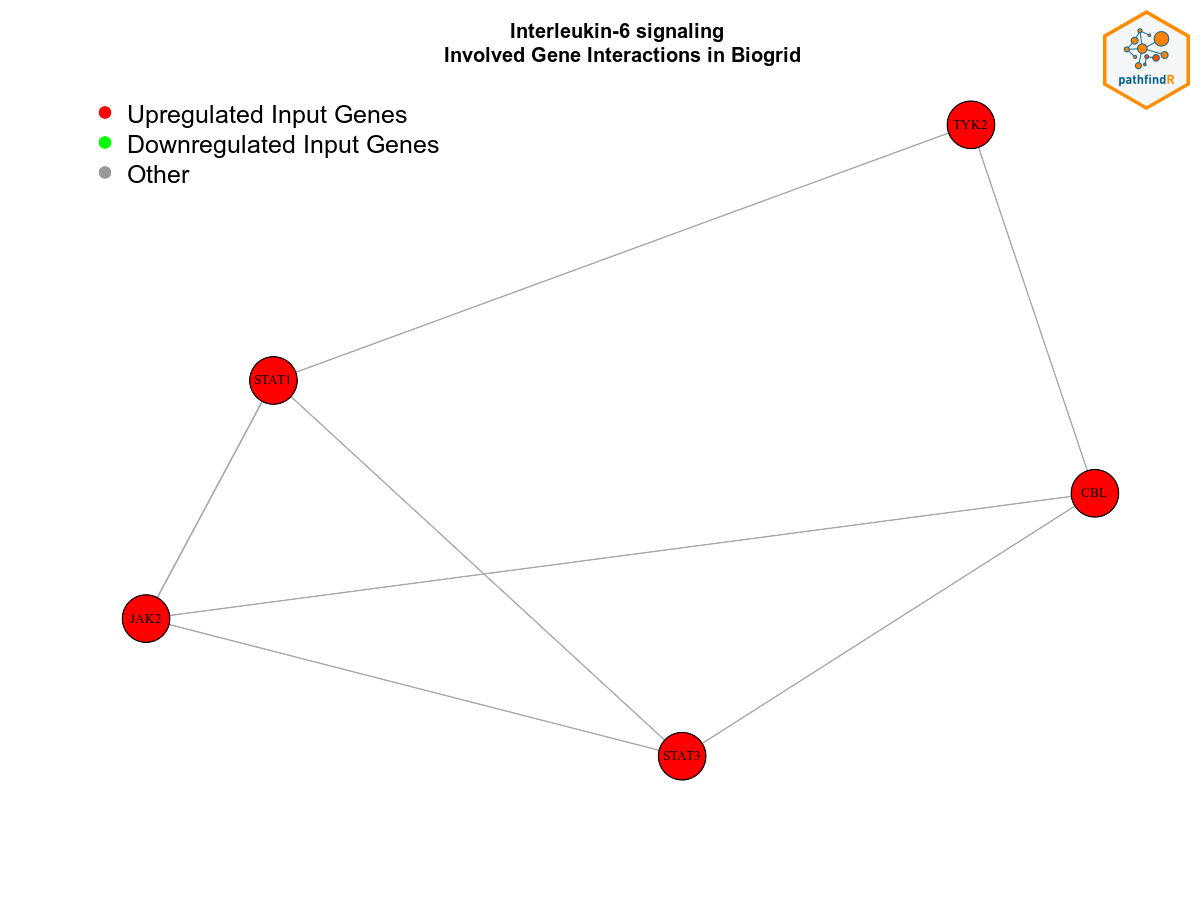 Interleukin-6 signaling
Involved Gene Interactions in Biogrid
pathfindR
Upregulated Input Genes
Downregulated Input Genes
Other
TYK2
STAT1
CBL
JAK2
STAT3